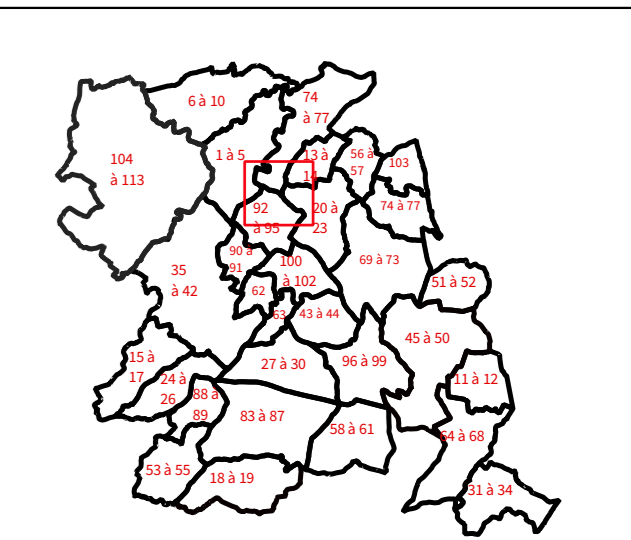 6 à 10
74
à 77
104
à 113
1 à 5
13 à
14
56 à
57
103
92
à 95
20 à
23
74 à 77
90 à
91
100
à 102
69 à 73
35
à 42
62
51 à 52
63
43 à 44
45 à 50
15 à
17
27 à 30
96 à 99
24 à
26
11 à 12
88 à
89
83 à 87
58 à 61
64 à 68
53 à 55
18 à 19
31 à 34